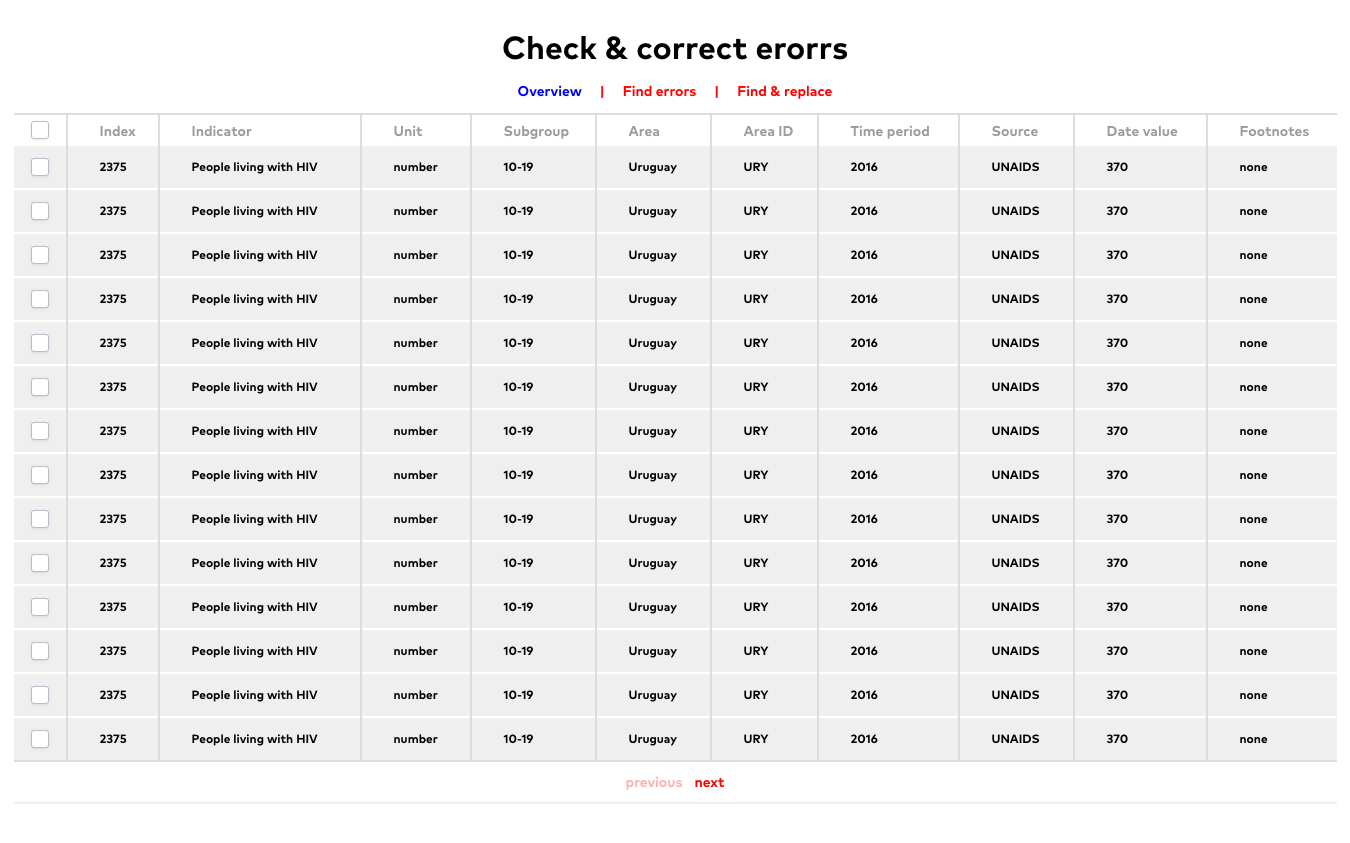 Check & correct erorrs
Overview | Find errors | Find & replace
Index Indicator Unit Subgroup Area Area ID Time period Source Date value Footnotes
2375 People living with HIV number 10-19 Uruguay URY 2016 UNAIDS 370 none
2375 People living with HIV number 10-19 Uruguay URY 2016 UNAIDS 370 none
2375 People living with HIV number 10-19 Uruguay URY 2016 UNAIDS 370 none
2375 People living with HIV number 10-19 Uruguay URY 2016 UNAIDS 370 none
2375 People living with HIV number 10-19 Uruguay URY 2016 UNAIDS 370 none
2375 People living with HIV number 10-19 Uruguay URY 2016 UNAIDS 370 none
2375 People living with HIV number 10-19 Uruguay URY 2016 UNAIDS 370 none
2375 People living with HIV number 10-19 Uruguay URY 2016 UNAIDS 370 none
2375 People living with HIV number 10-19 Uruguay URY 2016 UNAIDS 370 none
2375 People living with HIV number 10-19 Uruguay URY 2016 UNAIDS 370 none
2375 People living with HIV number 10-19 Uruguay URY 2016 UNAIDS 370 none
2375 People living with HIV number 10-19 Uruguay URY 2016 UNAIDS 370 none
2375 People living with HIV number 10-19 Uruguay URY 2016 UNAIDS 370 none
2375 People living with HIV number 10-19 Uruguay URY 2016 UNAIDS 370 none
previous next